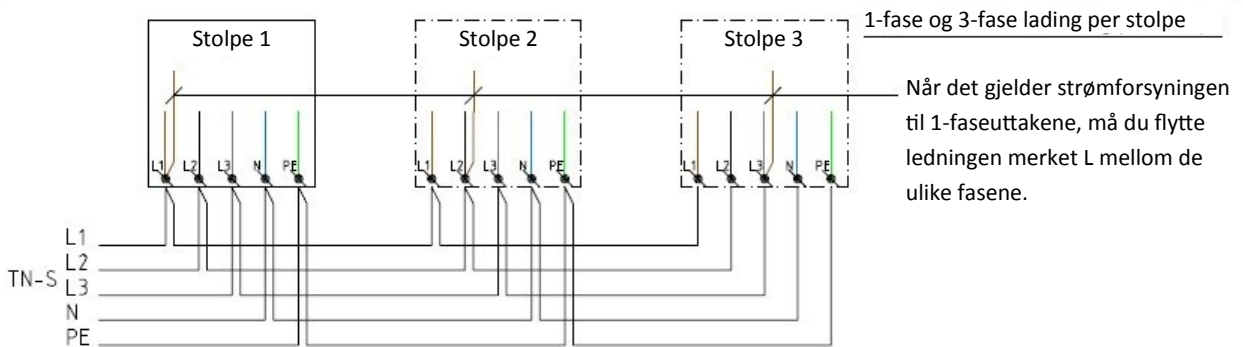 1-fase og 3-fase lading per stolpe
Stolpe 1
Stolpe 2
Stolpe 3
Når det gjelder strømforsyningen
til 1-faseuttakene, må du flytte
ledningen merket L mellom de
ulike fasene.
L1 L2 L3 N PE
L1 L2 L3 N PE
L1 L2 L3 N PE
L1
L2
TN-S
L3
N
PE